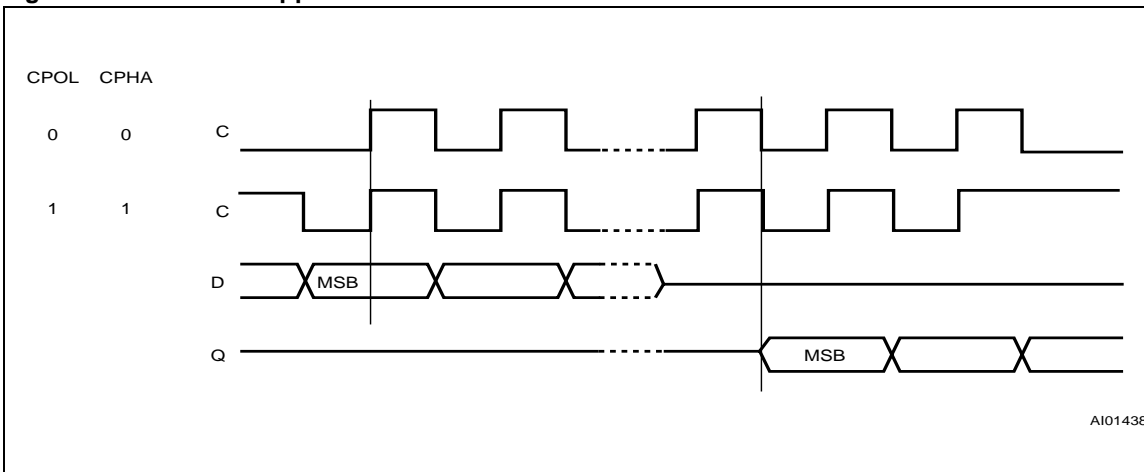 CPOL CPHA
0 0 C
1 1 C
D MSB
Q MSB
AI01438